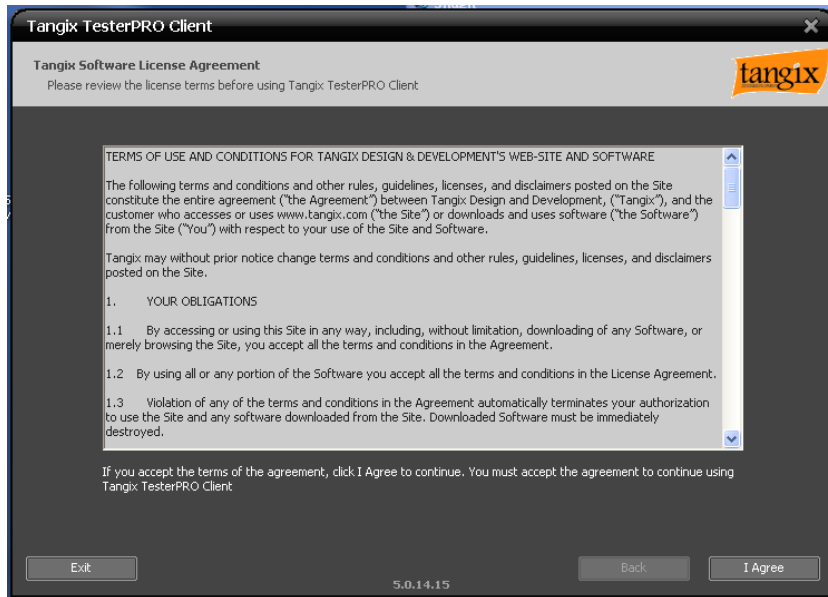 Tangix TesterPRO Client
Tangix Software License Agreement
Please review the license terms before using Tangix TesterPRO Client
tangix
TERMS OF USE AND CONDITIONS FOR TANGIX DESIGN & DEVELOPMENT'S WEB-SITE AND SOFTWARE
The following terms and conditions and other rules, guidelines, licenses, and disclaimers posted on the Site
constitute the entire agreement ("the Agreement") between Tangix Design and Development, ("Tangix"), and the
customer who accesses or uses www.tangix.com ("the Site") or downloads and uses software ("the Software")
from the Site ("You") with respect to your use of the Site and Software.
Tangix may without prior notice change terms and conditions and other rules, guidelines, licenses, and disclaimers
posted on the Site.
1. YOUR OBLIGATIONS
1.1 By accessing or using this Site in any way, including, without limitation, downloading of any Software, or
merely browsing the Site, you accept all the terms and conditions in the Agreement.
1.2 By using all or any portion of the Software you accept all the terms and conditions in the License Agreement.
1.3 Violation of any of the terms and conditions in the Agreement automatically terminates your authorization
to use the Site and any software downloaded from the Site. Downloaded Software must be immediately
destroyed.
If you accept the terms of the agreement, click I Agree to continue. You must accept the agreement to continue using
Tangix TesterPRO Client
Exit
Back
I Agree
5.0.14.15